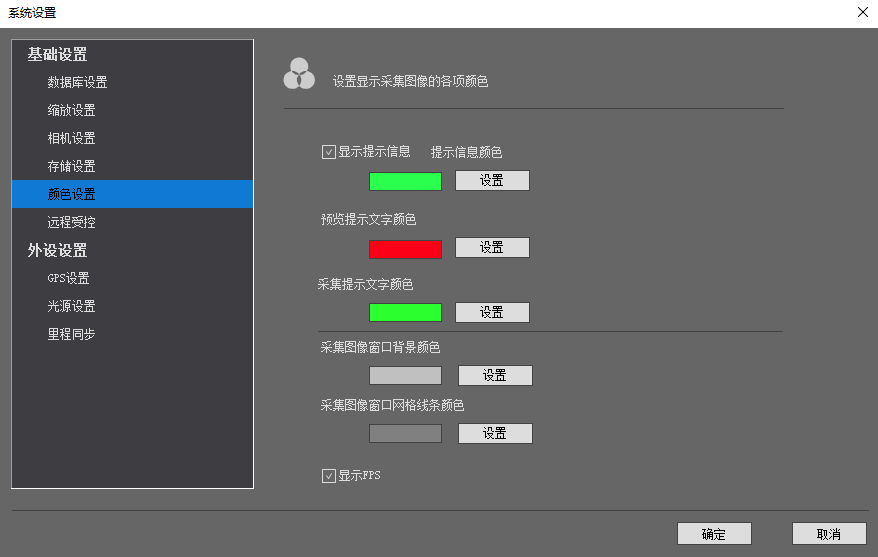 系统设置
基础设置
数据库设置
缩放设置
相机设置
存储设置
颜色设置
远程受控
外设设置
GPS设置
光源设置
里程同步
设置显示采集图像的各项颜色
显示提示信息 提示信息颜色
设置
预览提示文字颜色
设置
采集提示文字颜色
设置
采集图像窗口背景颜色
设置
采集图像窗口网格线条颜色
设置
显示FPS
确定 取消